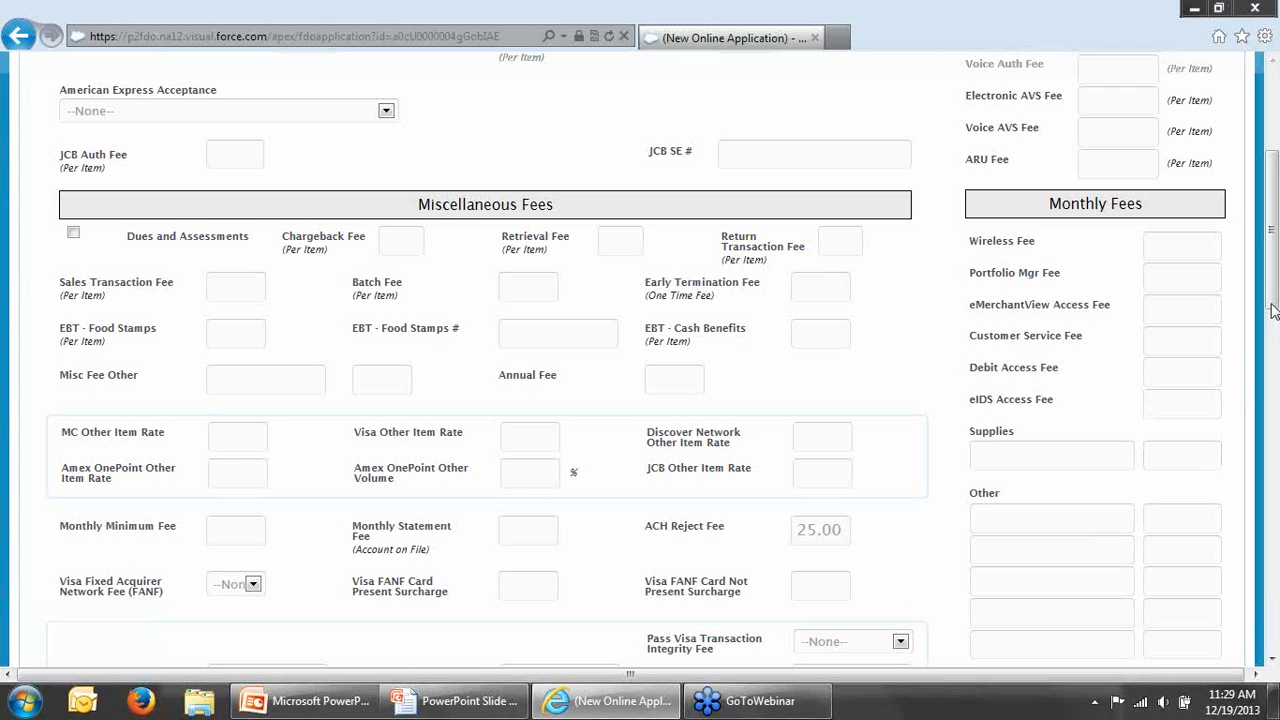 https://p2fdo.na12.visual.force.com/apex/fdoapplication?id=a0cU0000004gGobIAE
(New Online Application) - ...
(Per Item)
American Express Acceptance
--None--
JCB Auth Fee
(Per Item)
JCB SE #
Miscellaneous Fees
Dues and Assessments
Chargeback Fee
(Per Item)
Retrieval Fee
(Per Item)
Return
Transaction Fee
(Per Item)
Sales Transaction Fee
(Per Item)
Batch Fee
(Per Item)
Early Termination Fee
(One Time Fee)
EBT - Food Stamps
(Per Item)
EBT - Food Stamps #
EBT - Cash Benefits
(Per Item)
Misc Fee Other
Annual Fee
MC Other Item Rate
Visa Other Item Rate
Discover Network
Other Item Rate
Amex OnePoint Other
Item Rate
Amex OnePoint Other
Volume
%
JCB Other Item Rate
Monthly Minimum Fee
Monthly Statement
Fee
(Account on File)
ACH Reject Fee
25.00
Visa Fixed Acquirer
Network Fee (FANF)
--Non
Visa FANF Card
Present Surcharge
Visa FANF Card Not
Present Surcharge
Pass Visa Transaction
Integrity Fee
--None--
Voice Auth Fee
(Per Item)
Electronic AVS Fee
(Per Item)
Voice AVS Fee
(Per Item)
ARU Fee
(Per Item)
Monthly Fees
Wireless Fee
Portfolio Mgr Fee
eMerchantView Access Fee
Customer Service Fee
Debit Access Fee
eIDS Access Fee
Supplies
Other
Microsoft PowerP...
PowerPoint Slide ...
(New Online Appl...
GoToWebinar
11:29 AM
12/19/2013